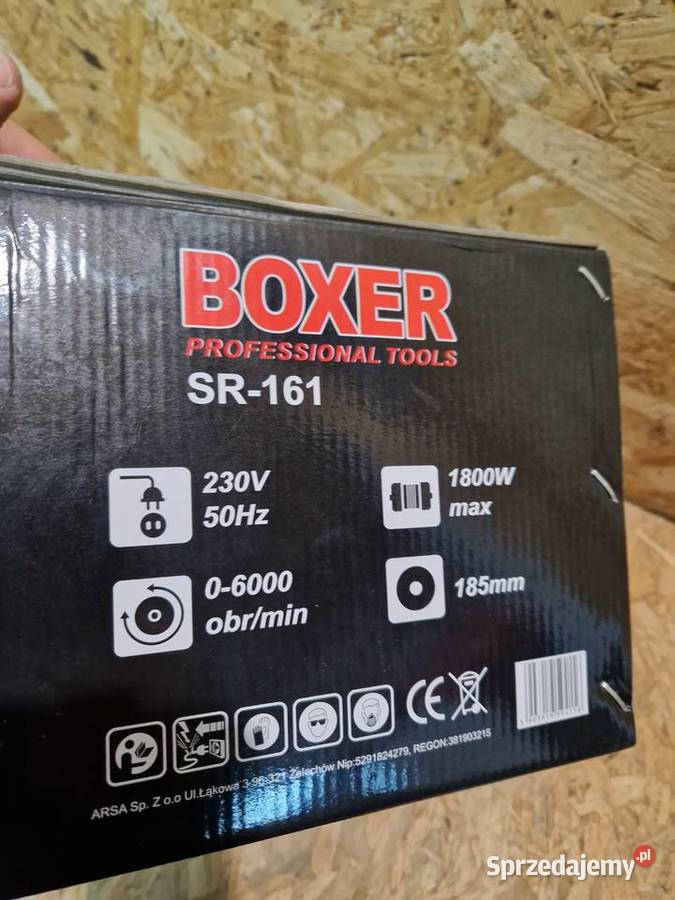 BOXER
PROFESSIONAL TOOLS
SR-161
230V
50Hz
1800W
max
0-6000
obr/min
185mm
CE
ARSA Sp. Z o.o Ul.Łąkowa 3-96-321 Żelechów Nip:5291824279, REGON:381903215
Sprzedajemy.pl